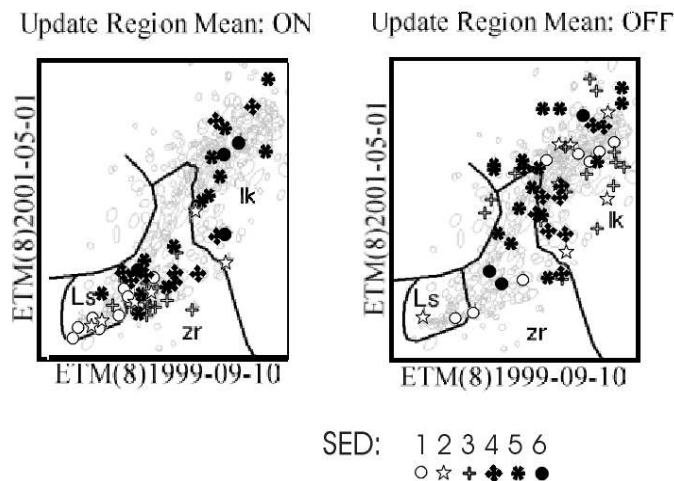 Update Region Mean: ON
Update Region Mean: OFF
ETM(8)2001-05-01
lk
Ls
zr
ETM(8)1999-09-10
ETM(8)2001-05-01
lk
Ls
zr
ETM(8)1999-09-10
SED: 1 2 3 4 5 6